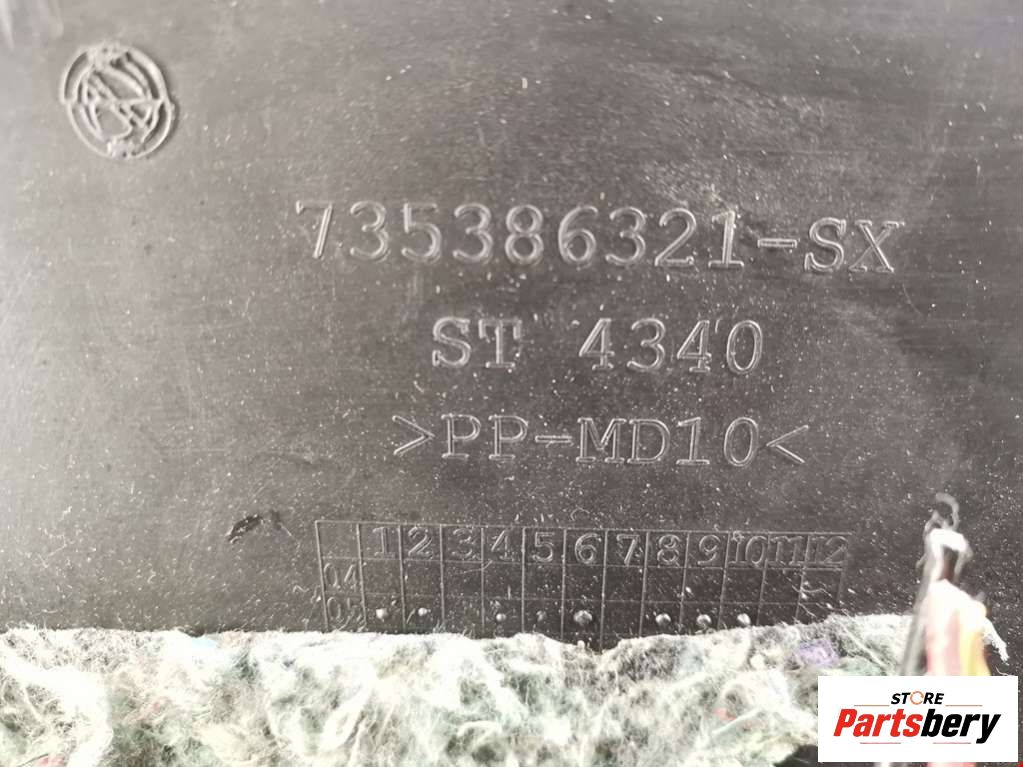 735386321-SX
ST 4340
>PP-MD10<
1 2 3 4 5 6 7 8 9 10 11 12
04
05
STORE
Partsbery